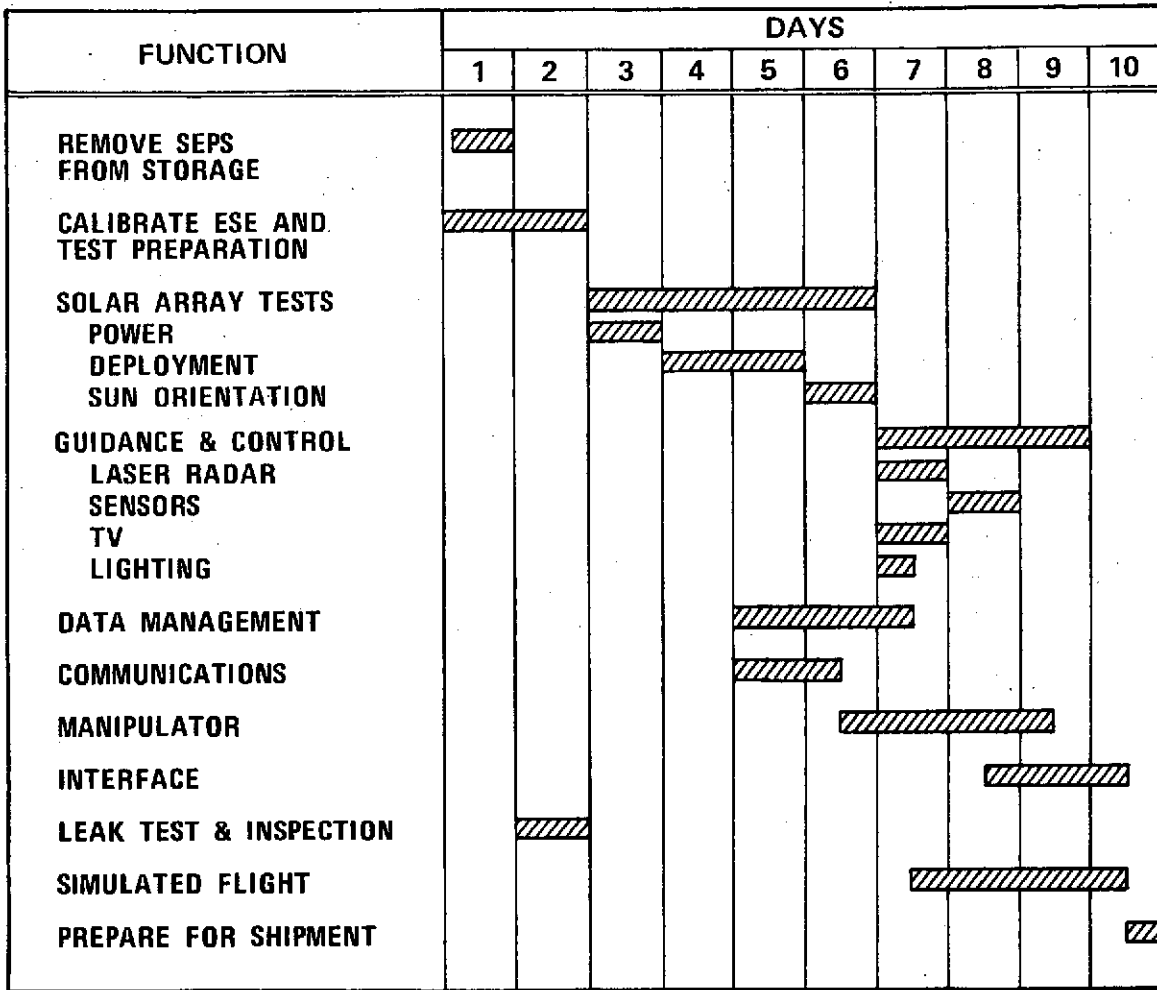 FUNCTION
DAYS
1 2 3 4 5 6 7 8 9 10
REMOVE SEPS
FROM STORAGE
CALIBRATE ESE AND
TEST PREPARATION
SOLAR ARRAY TESTS
POWER
DEPLOYMENT
SUN ORIENTATION
GUIDANCE & CONTROL
LASER RADAR
SENSORS
TV
LIGHTING
DATA MANAGEMENT
COMMUNICATIONS
MANIPULATOR
INTERFACE
LEAK TEST & INSPECTION
SIMULATED FLIGHT
PREPARE FOR SHIPMENT